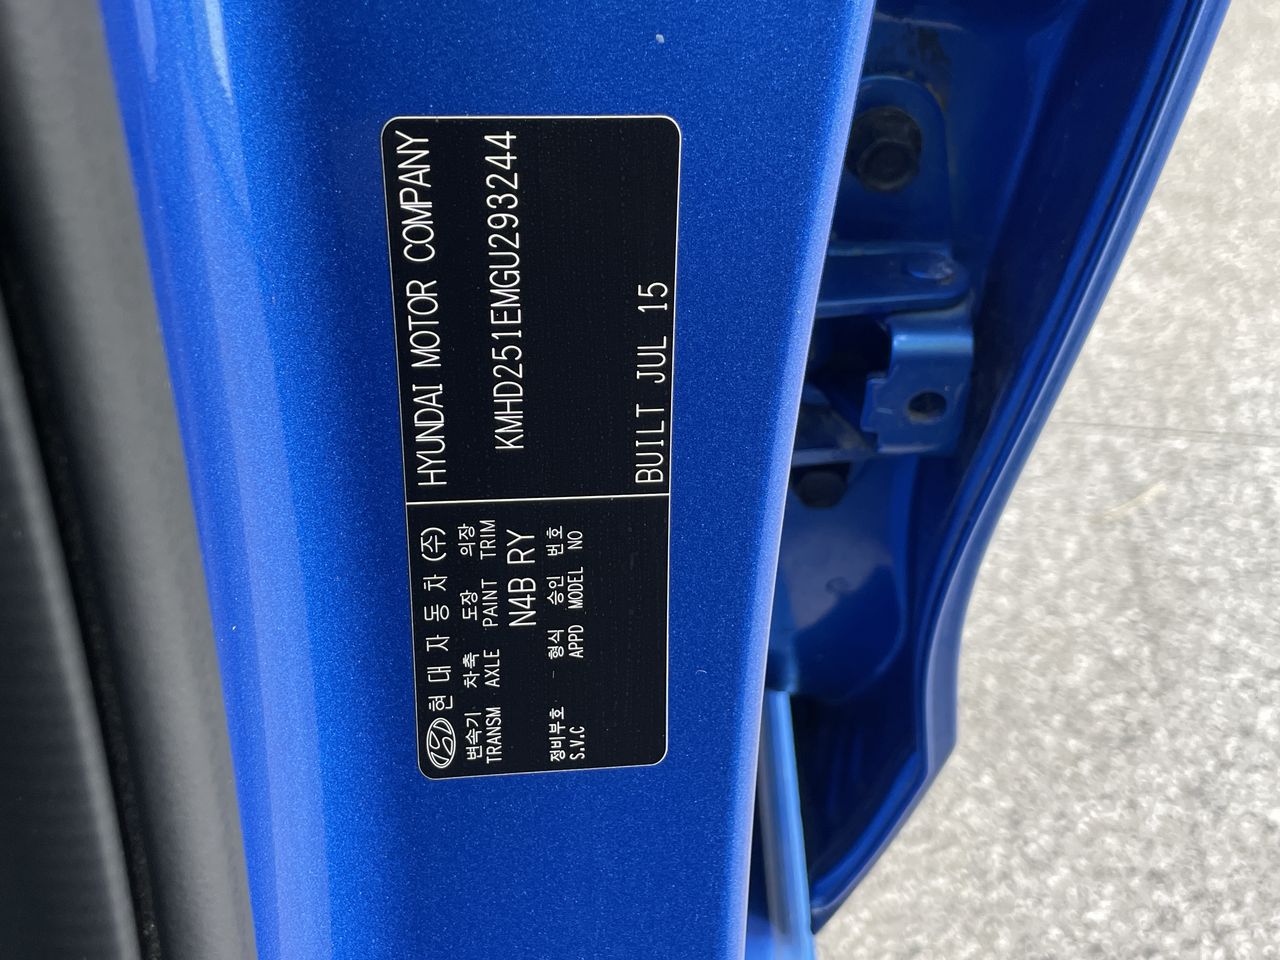 현대자동차(주)
HYUNDAI MOTOR COMPANY
변속기 차축 도장 의장
TRANSM AXLE PAINT TRIM
KMHD251EMGU293244
N4B RY
정비부호 - 형식 승인 번호
S.V.C APPD MODEL NO
BUILT JUL 15